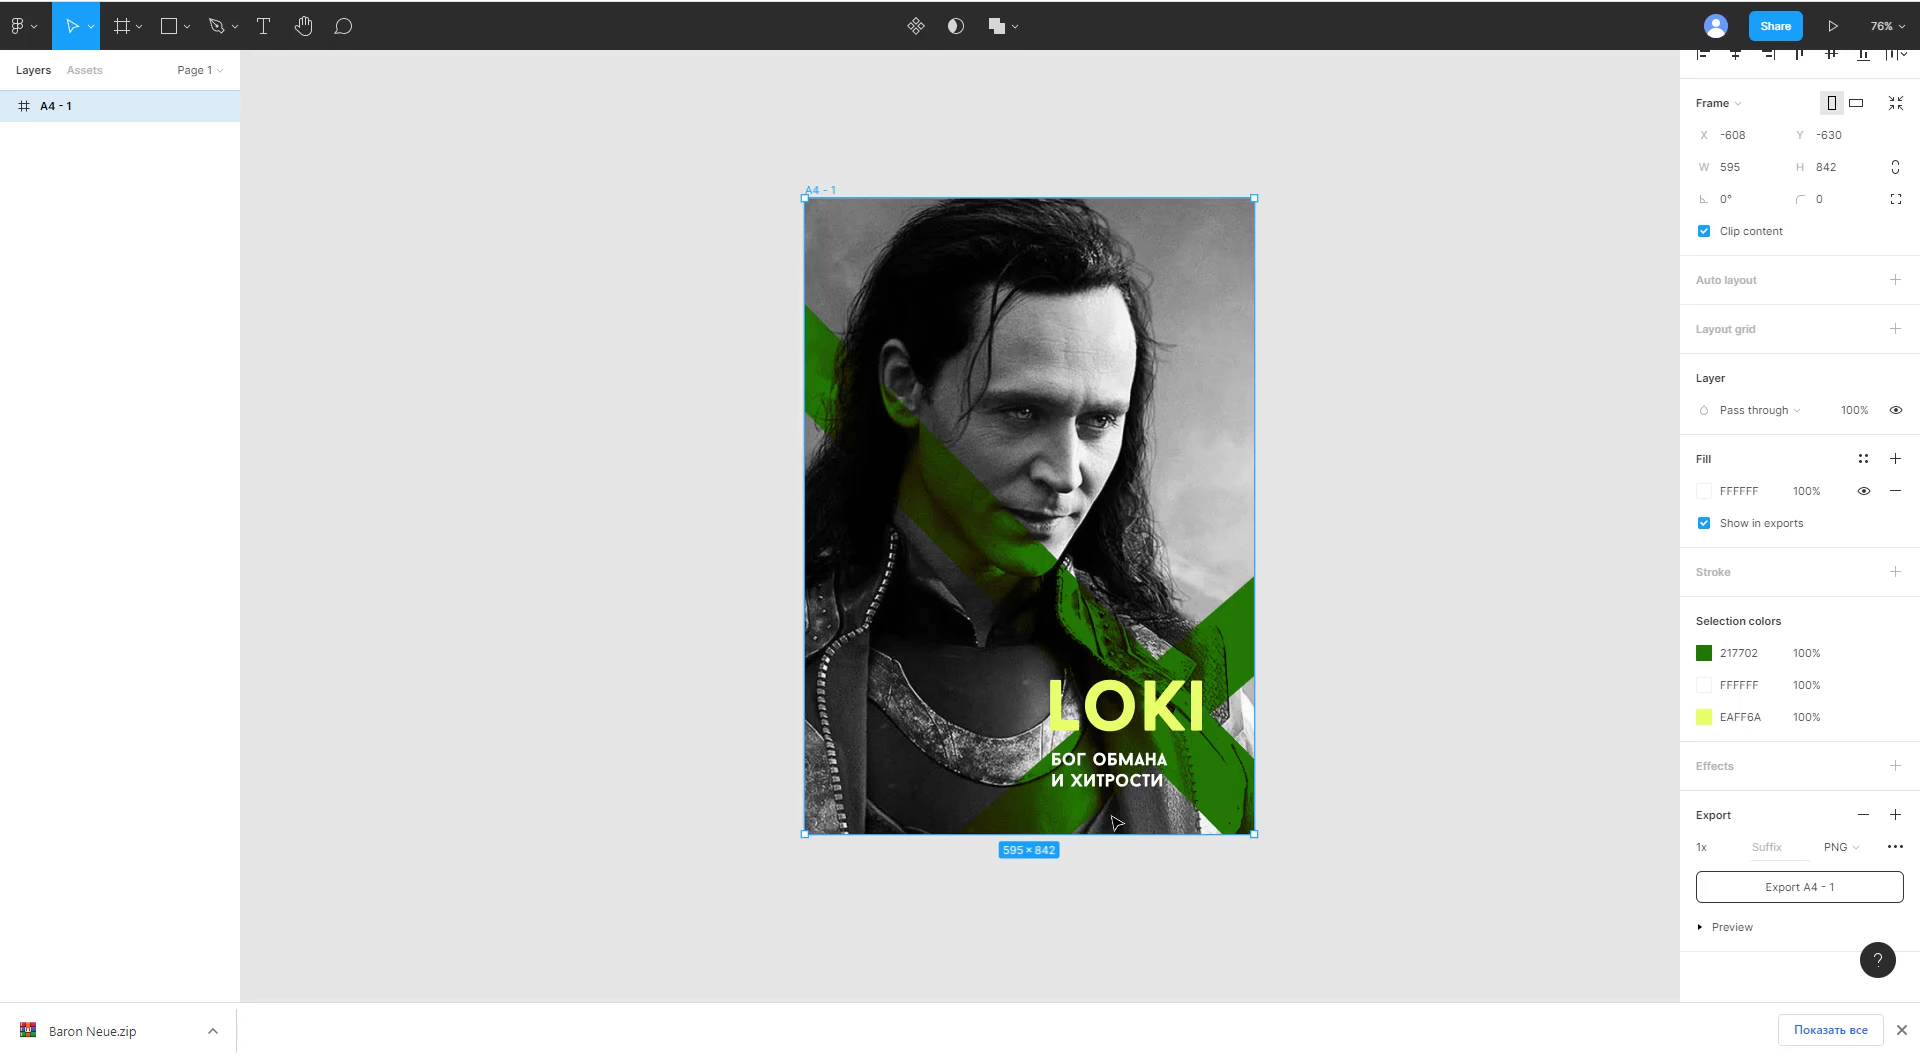 Share
76%
Layers
Assets
Page 1
A4 - 1
A4 - 1
LOKI
БОГ ОБМАНА
И ХИТРОСТИ
595 × 842
Frame
X -608 Y -630
W 595 H 842
0° 0
Clip content
Auto layout
Layout grid
Layer
Pass through 100%
Fill
FFFFFF 100%
Show in exports
Stroke
Selection colors
217702 100%
FFFFFF 100%
EAFF6A 100%
Effects
Export
1x Suffix PNG
Export A4 - 1
Preview
?
Baron Neue.zip
Показать все